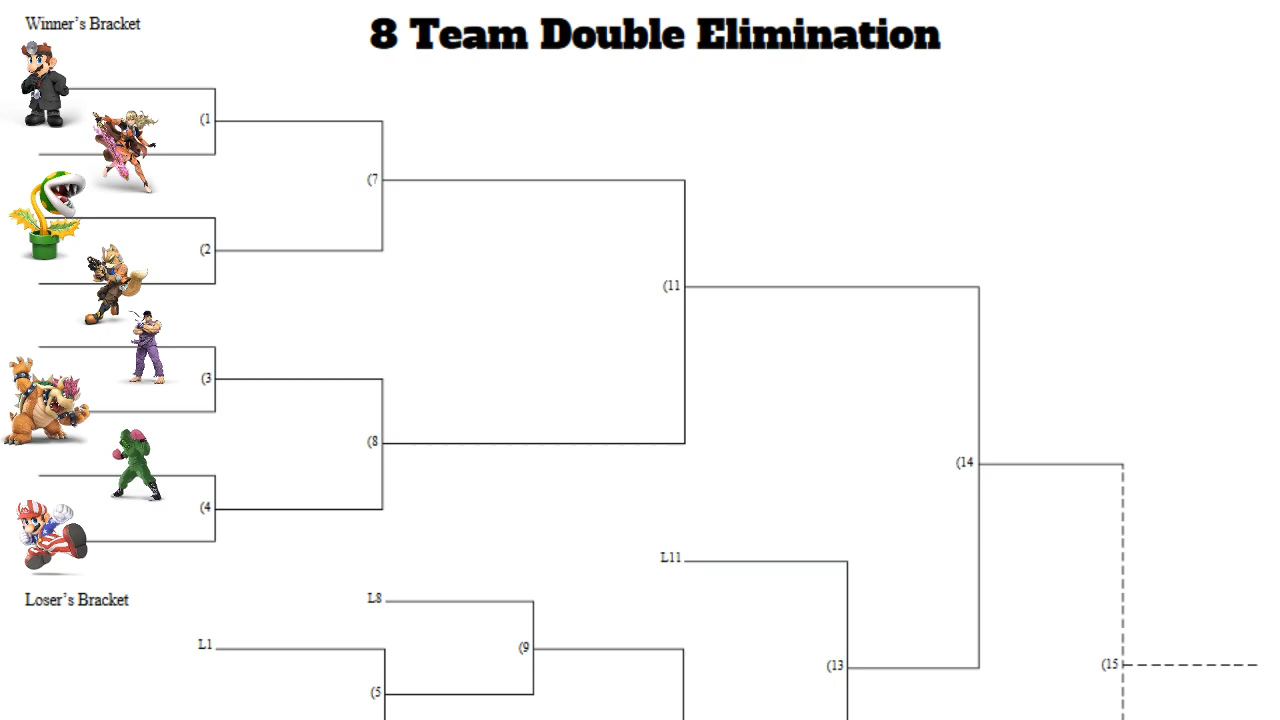 Winner's Bracket
8 Team Double Elimination
(1
(7
(2
(11
(3
(8
(14
(4
L11
Loser's Bracket
L8
L1
(9
(13
(15
(5